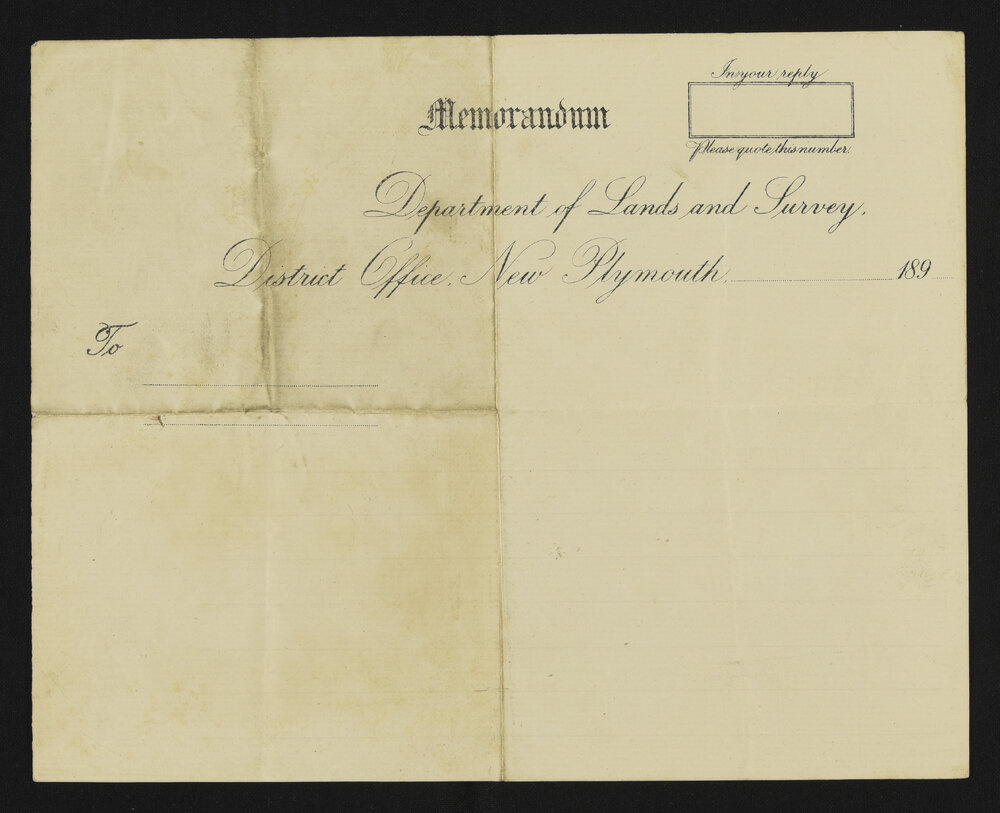 In your reply
Memorandum
Please quote this number.
Department of Lands and Survey,
District Office, New Plymouth, 189
To